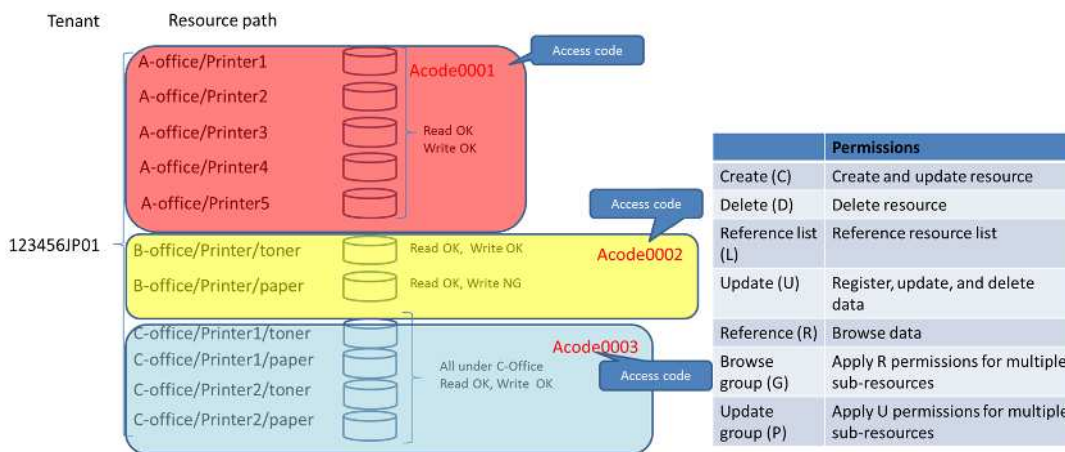 Tenant
Resource path
A-office/Printer1
A-office/Printer2
A-office/Printer3
A-office/Printer4
A-office/Printer5
Acode0001
Access code
Read OK
Write OK
123456JP01
B-office/Printer/toner
Read OK, Write OK
B-office/Printer/paper
Read OK, Write NG
Acode0002
Access code
C-office/Printer1/toner
C-office/Printer1/paper
C-office/Printer2/toner
C-office/Printer2/paper
All under C-Office
Read OK, Write OK
Acode0003
Access code
Permissions
Create (C)
Create and update resource
Delete (D)
Delete resource
Reference list
(L)
Reference resource list
Update (U)
Register, update, and delete
data
Reference (R)
Browse data
Browse
group (G)
Apply R permissions for multiple
sub-resources
Update
group (P)
Apply U permissions for multiple
sub-resources